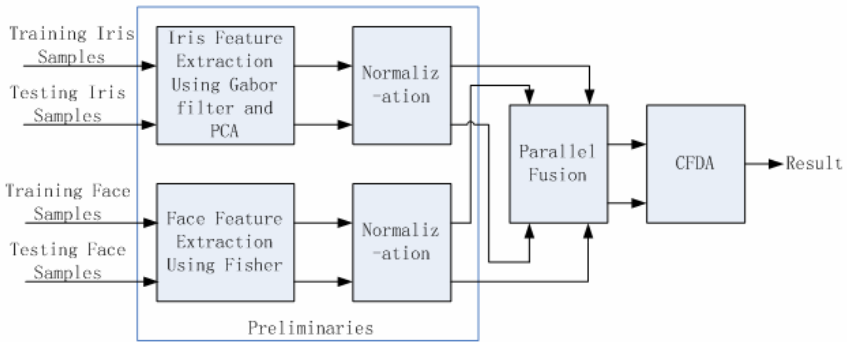 Training Iris
Samples
Testing Iris
Samples
Iris Feature
Extraction
Using Gabor
filter and
PCA
Normaliz
-ation
Training Face
Samples
Testing Face
Samples
Face Feature
Extraction
Using Fisher
Normaliz
-ation
Preliminaries
Parallel
Fusion
CFDA
Result